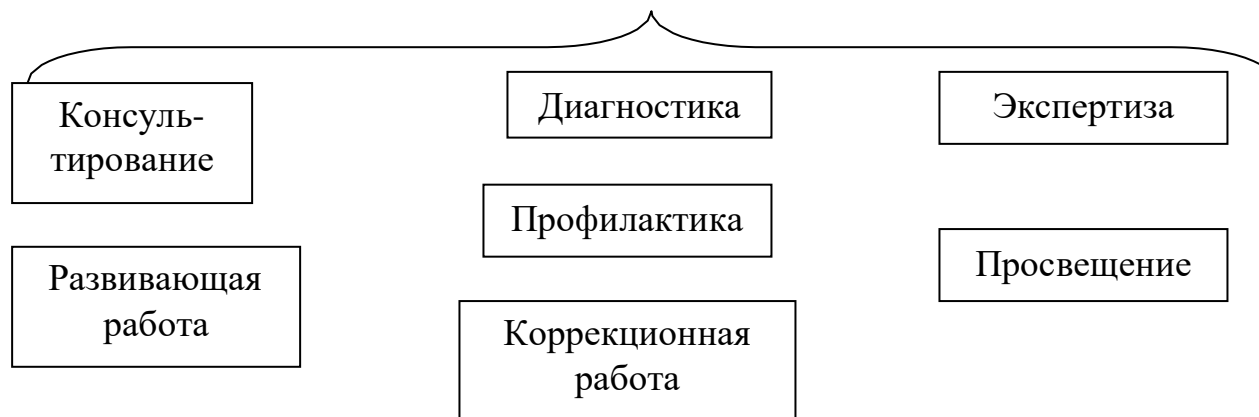 Консуль-
тирование
Диагностика
Экспертиза
Профилактика
Развивающая
работа
Просвещение
Коррекционная
работа